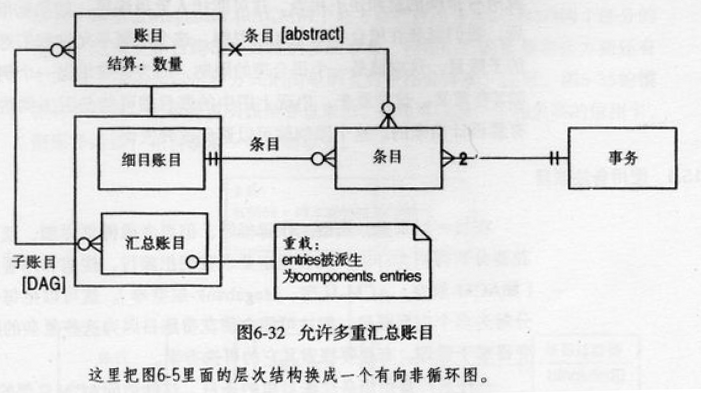 账目
结算：数量
条目 [abstract]
细目账目
条目
条目
2
事务
汇总账目
子账目
[DAG]
重载：
entries被派生
为components. entries
图6-32 允许多重汇总账目
这里把图6-5里面的层次结构换成一个有向非循环图。